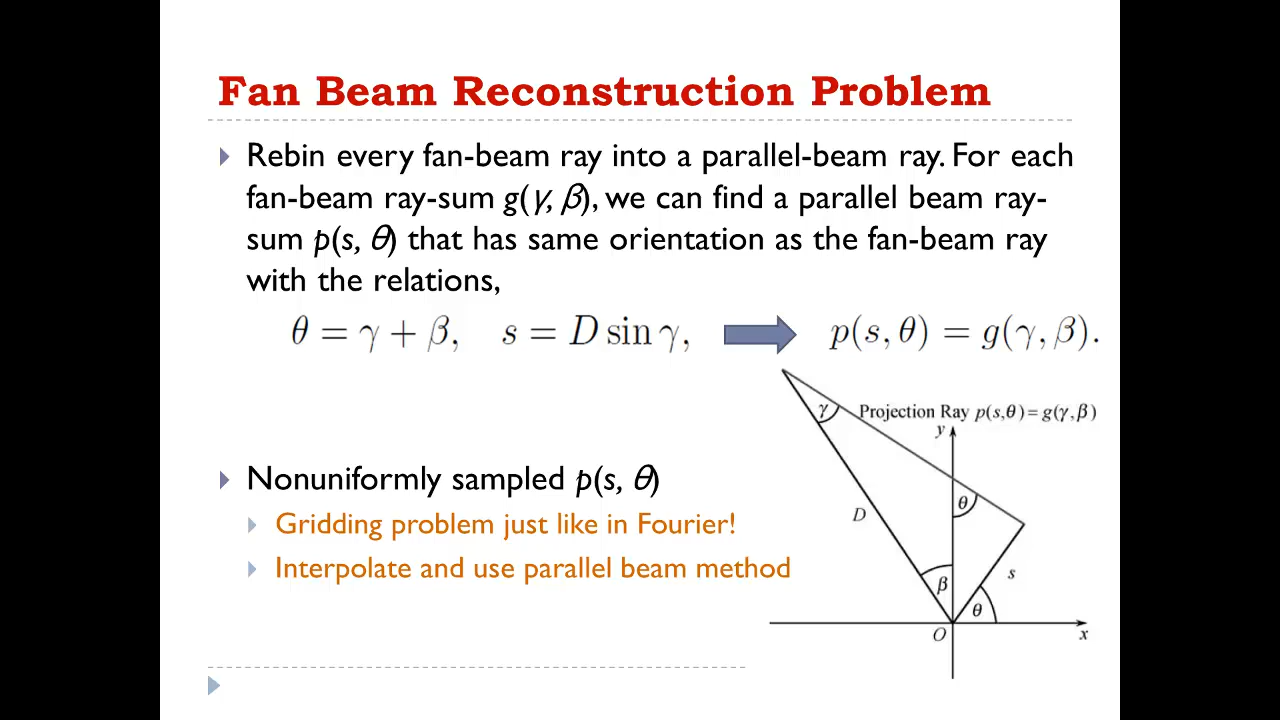 Fan Beam Reconstruction Problem
Rebin every fan-beam ray into a parallel-beam ray. For each
fan-beam ray-sum g(γ, β), we can find a parallel beam ray-
sum p(s, θ) that has same orientation as the fan-beam ray
with the relations,
θ = γ + β, s = D sin γ, p(s, θ) = g(γ, β).
γ Projection Ray p(s,θ)=g(γ,β)
y
Nonuniformly sampled p(s, θ)
θ
D
Gridding problem just like in Fourier!
Interpolate and use parallel beam method
s
β
θ
O
x